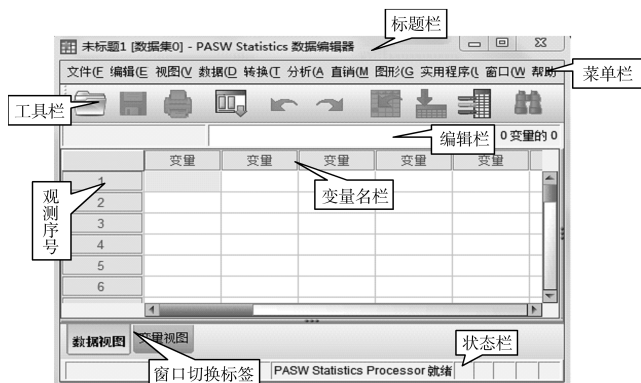 标题栏
未标题1 [数据集0] - PASW Statistics 数据编辑器
文件(F 编辑(E 视图(V 数据(D 转换(T 分析(A 直销(M 图形(G 实用程序(L 窗口(W 帮助
菜单栏
工具栏
编辑栏
0 变量的 0
变量 变量 变量 变量 变量
变量名栏
观测序号
1
2
3
4
5
6
数据视图 变量视图
窗口切换标签
状态栏
PASW Statistics Processor 就绪